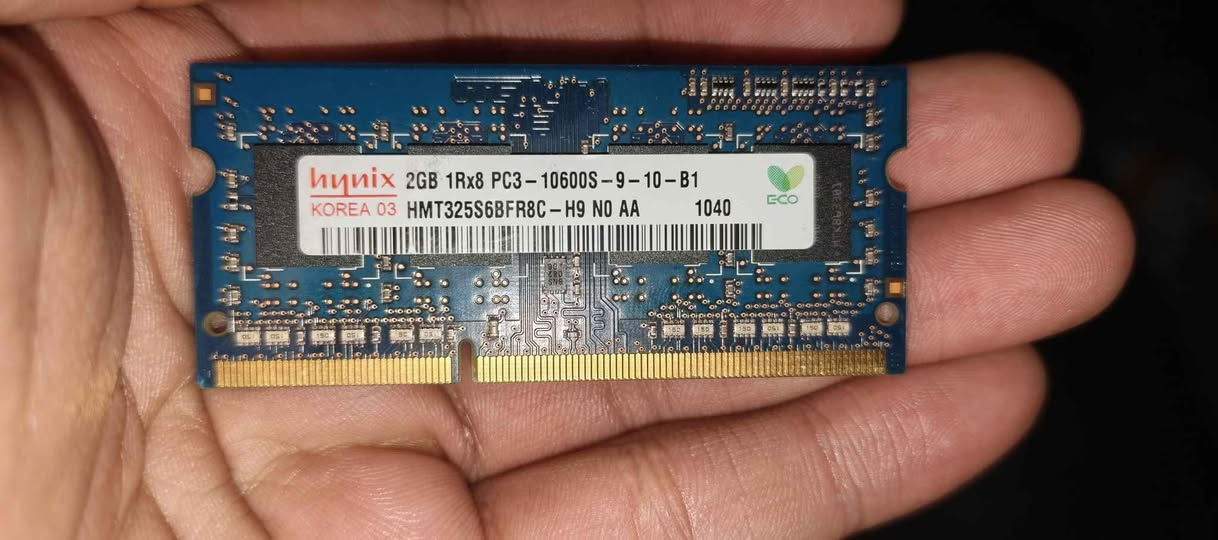 hynix 2GB 1Rx8 PC3-10600S-9-10-B1
KOREA 03 HMT325S6BFR8C-H9 N0 AA 1040
ECO